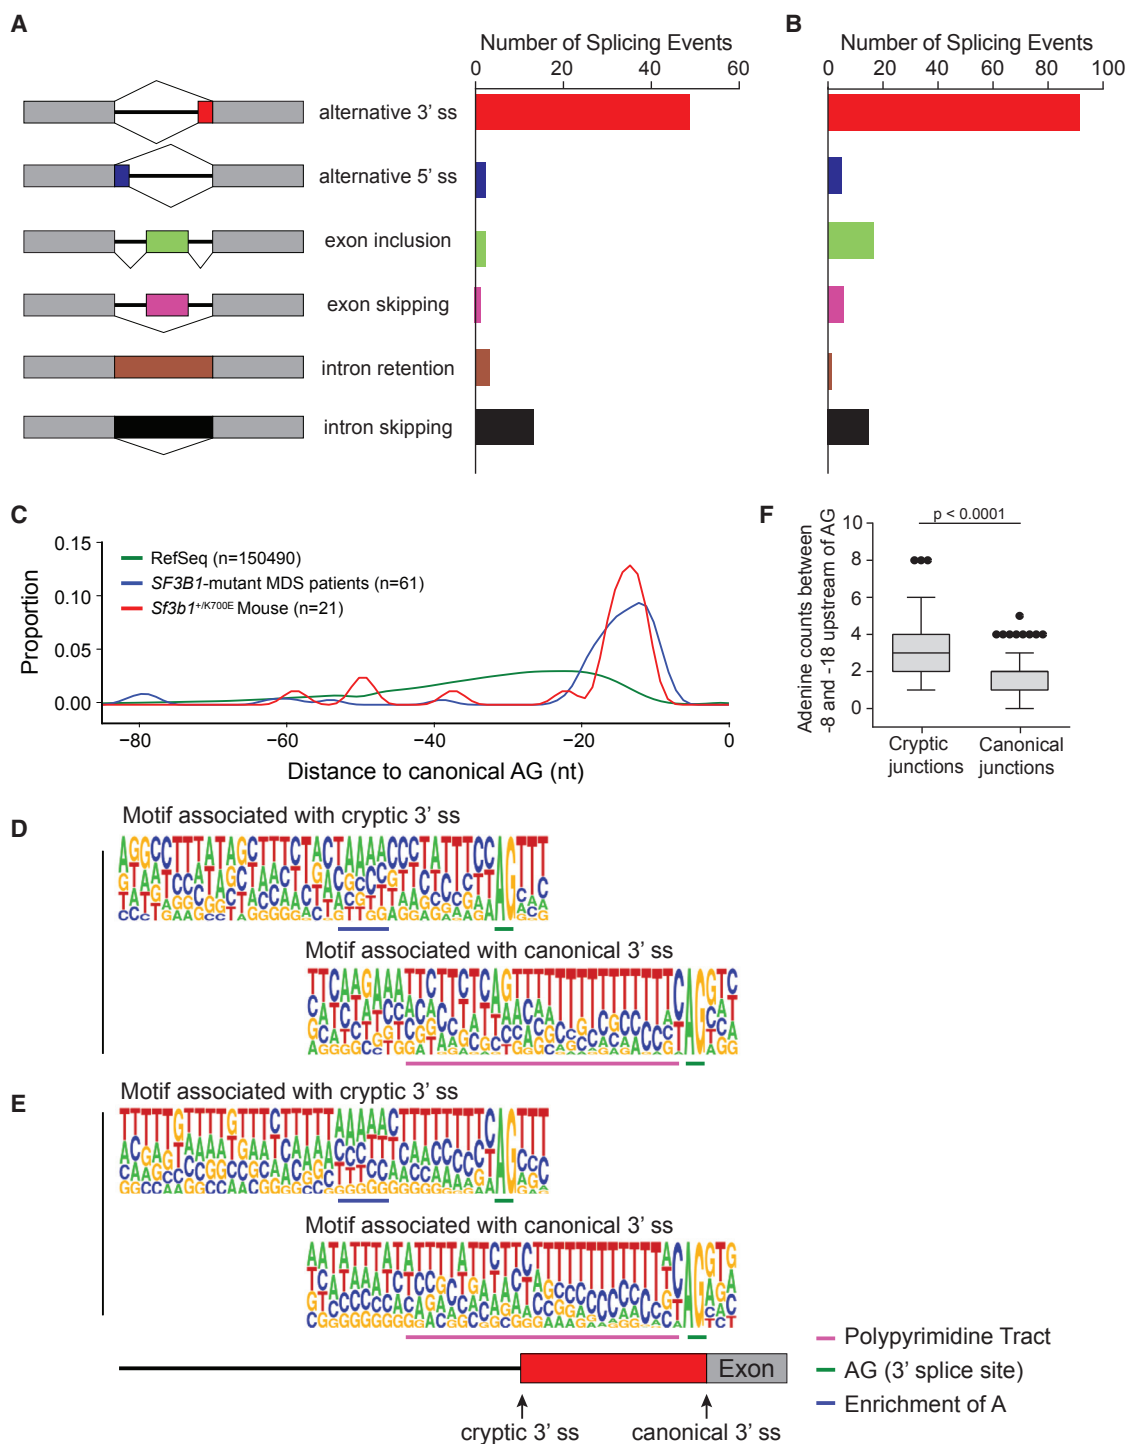 A
Number of Splicing Events
0 20 40 60
B
Number of Splicing Events
0 20 40 60 80 100
alternative 3' ss
alternative 5' ss
exon inclusion
exon skipping
intron retention
intron skipping
C
Proportion
0.15
0.10
0.05
0.00
RefSeq (n=150490)
SF3B1-mutant MDS patients (n=61)
Sf3b1+/K700E Mouse (n=21)
−80 −60 −40 −20 0
Distance to canonical AG (nt)
F
Adenine counts between
-8 and -18 upstream of AG
10
8
6
4
2
0
p < 0.0001
Cryptic
junctions
Canonical
junctions
D
Motif associated with cryptic 3' ss
Motif associated with canonical 3' ss
E
Motif associated with cryptic 3' ss
Motif associated with canonical 3' ss
Exon
cryptic 3' ss
canonical 3' ss
Polypyrimidine Tract
AG (3' splice site)
Enrichment of A